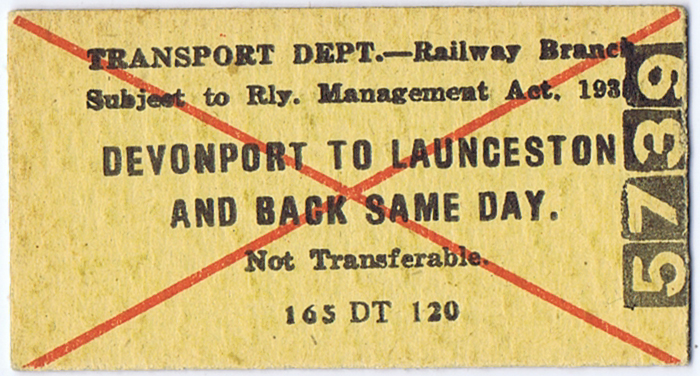 TRANSPORT DEPT.—Railway Branch
Subject to Rly. Management Act. 193
DEVONPORT TO LAUNCESTON
AND BACK SAME DAY.
Not Transferable.
165 DT 120
5739